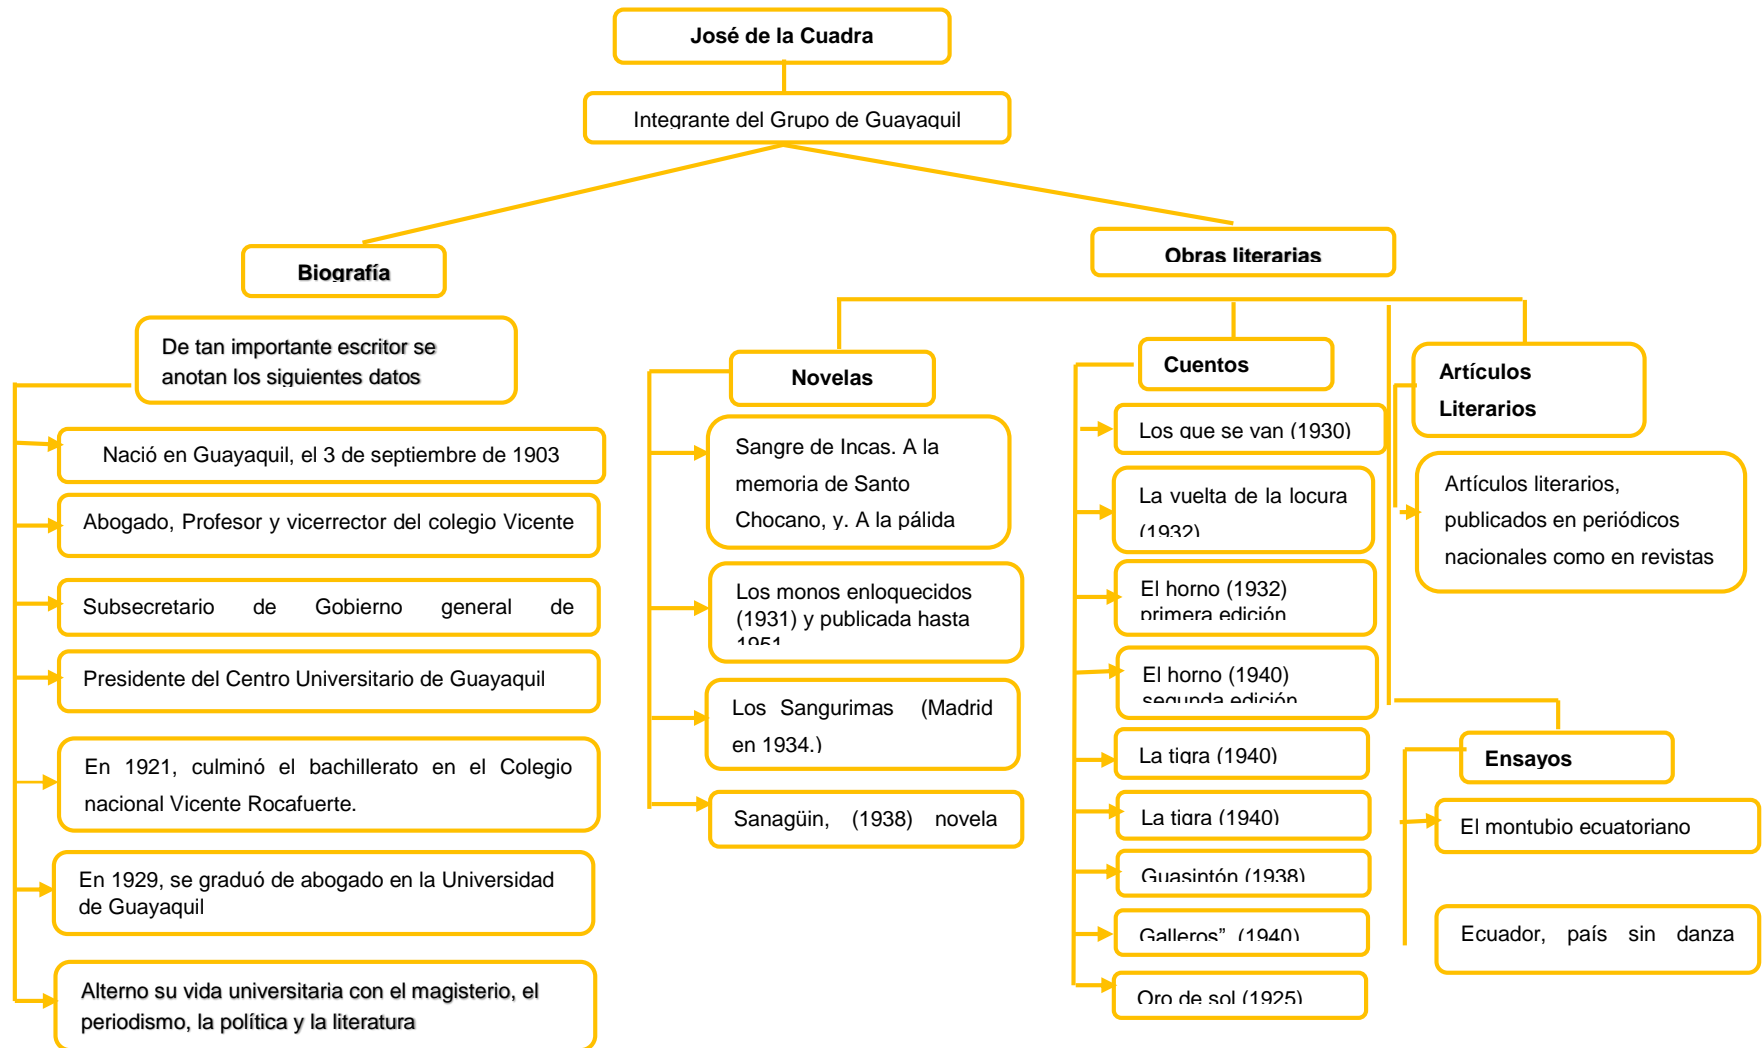 José de la Cuadra
Integrante del Grupo de Guayaquil
Biografía
De tan importante escritor se
anotan los siguientes datos
Nació en Guayaquil, el 3 de septiembre de 1903
Abogado, Profesor y vicerrector del colegio Vicente
Subsecretario de Gobierno general de
Presidente del Centro Universitario de Guayaquil
En 1921, culminó el bachillerato en el Colegio
nacional Vicente Rocafuerte.
En 1929, se graduó de abogado en la Universidad
de Guayaquil
Alterno su vida universitaria con el magisterio, el
periodismo, la política y la literatura
Obras literarias
Novelas
Sangre de Incas. A la
memoria de Santo
Chocano, y. A la pálida
Los monos enloquecidos
(1931) y publicada hasta
1951
Los Sangurimas (Madrid
en 1934.)
Sanagüin, (1938) novela
Cuentos
Los que se van (1930)
La vuelta de la locura
(1932)
El horno (1932)
primera edición
El horno (1940)
segunda edición
La tigra (1940)
La tigra (1940)
Guasintón (1938)
Galleros” (1940)
Oro de sol (1925)
Artículos
Literarios
Artículos literarios,
publicados en periódicos
nacionales como en revistas
Ensayos
El montubio ecuatoriano
Ecuador, país sin danza